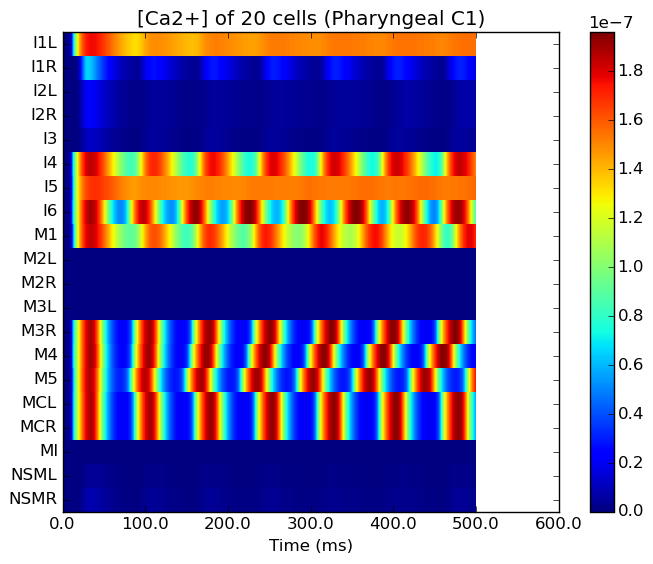 [Ca2+] of 20 cells (Pharyngeal C1)
1e−7
I1L
I1R
I2L
I2R
I3
I4
I5
I6
M1
M2L
M2R
M3L
M3R
M4
M5
MCL
MCR
MI
NSML
NSMR
0.0 100.0 200.0 300.0 400.0 500.0 600.0
Time (ms)
1.8
1.6
1.4
1.2
1.0
0.8
0.6
0.4
0.2
0.0